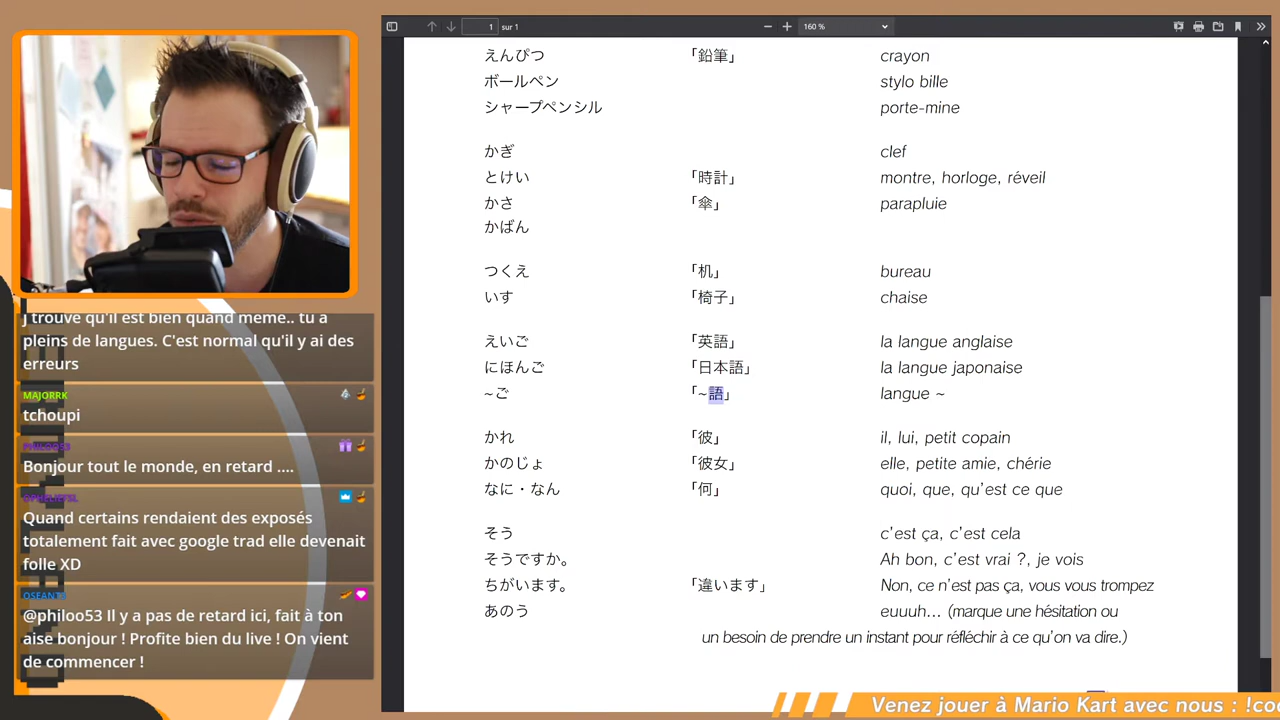 j trouve qu'il est bien quand meme.. tu a
pleins de langues. C'est normal qu'il y ai des
erreurs
MAJORRK
tchoupi
Bonjour tout le monde, en retard ....
OPHELIEFSL
Quand certains rendaient des exposés
totalement fait avec google trad elle devenait
folle XD
@philoo53 Il y a pas de retard ici, fait à ton
aise bonjour ! Profite bien du live ! On vient
de commencer !
1 sur 1 160 %
えんぴつ 「鉛筆」 crayon
ボールペン stylo bille
シャープペンシル porte-mine
かぎ clef
とけい 「時計」 montre, horloge, réveil
かさ 「傘」 parapluie
かばん
つくえ 「机」 bureau
いす 「椅子」 chaise
えいご 「英語」 la langue anglaise
にほんご 「日本語」 la langue japonaise
~ご 「~語」 langue ~
かれ 「彼」 il, lui, petit copain
かのじょ 「彼女」 elle, petite amie, chérie
なに・なん 「何」 quoi, que, qu'est ce que
そう c'est ça, c'est cela
そうですか。 Ah bon, c'est vrai ?, je vois
ちがいます。 「違います」 Non, ce n'est pas ça, vous vous trompez
あのう euuuh… (marque une hésitation ou
un besoin de prendre un instant pour réfléchir à ce qu'on va dire.)
Venez jouer à Mario Kart avec nous : !coo